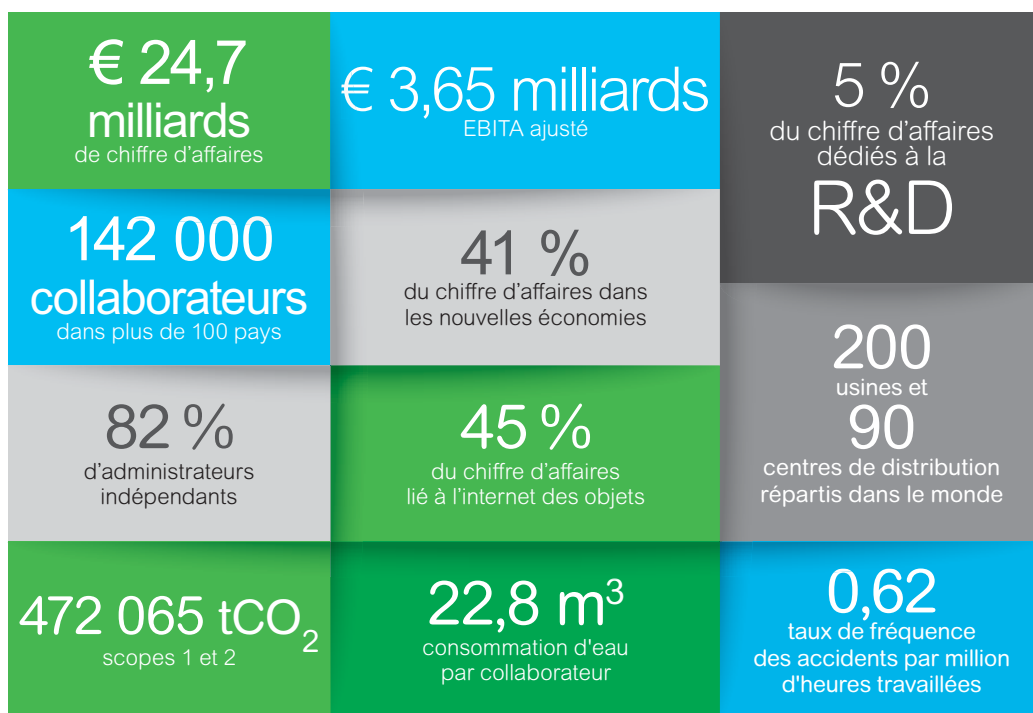 € 24,7
milliards
de chiffre d'affaires
€ 3,65 milliards
EBITA ajusté
5 %
du chiffre d'affaires
dédiés à la
R&D
142 000
collaborateurs
dans plus de 100 pays
41 %
du chiffre d'affaires dans
les nouvelles économies
200
usines et
90
centres de distribution
répartis dans le monde
82 %
d'administrateurs
indépendants
45 %
du chiffre d'affaires
lié à l'internet des objets
472 065 tCO₂
scopes 1 et 2
22,8 m³
consommation d'eau
par collaborateur
0,62
taux de fréquence
des accidents par million
d'heures travaillées